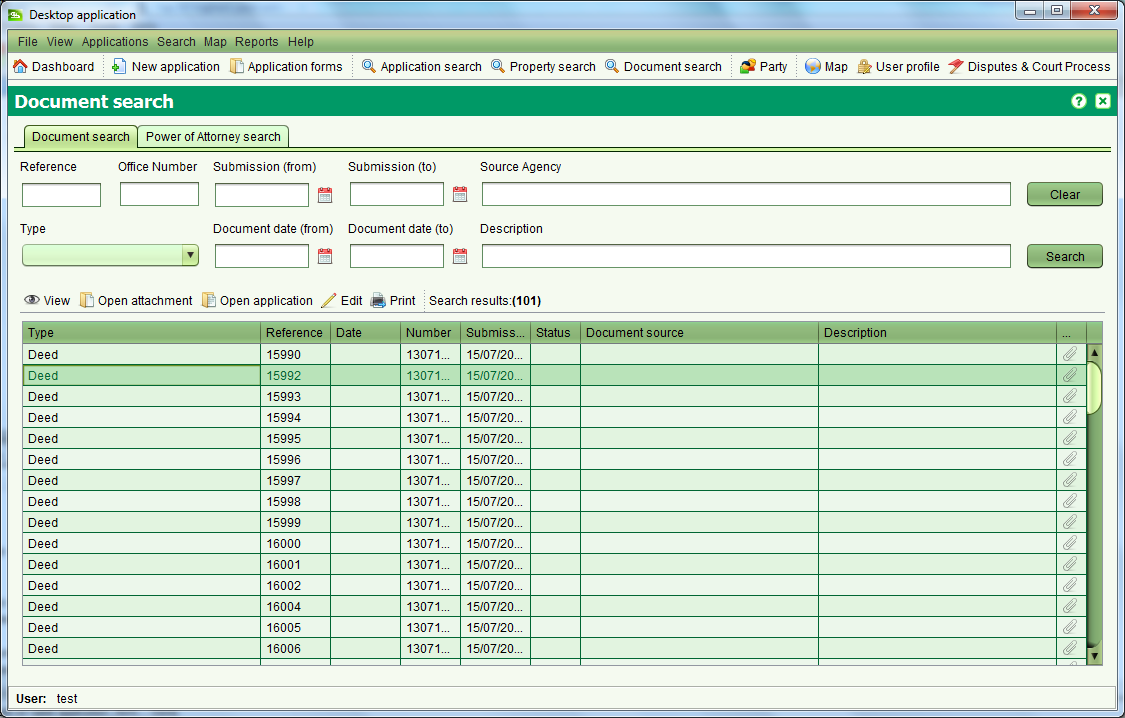 Desktop application
File View Applications Search Map Reports Help
Dashboard New application Application forms Application search Property search Document search Party Map User profile Disputes & Court Process
Document search ?
Document search Power of Attorney search
Reference Office Number Submission (from) Submission (to) Source Agency
Clear
Type Document date (from) Document date (to) Description
Search
View Open attachment Open application Edit Print Search results:(101)
Type Reference Date Number Submiss... Status Document source Description ...
Deed 15990 13071... 15/07/20...
Deed 15992 13071... 15/07/20...
Deed 15993 13071... 15/07/20...
Deed 15994 13071... 15/07/20...
Deed 15995 13071... 15/07/20...
Deed 15996 13071... 15/07/20...
Deed 15997 13071... 15/07/20...
Deed 15998 13071... 15/07/20...
Deed 15999 13071... 15/07/20...
Deed 16000 13071... 15/07/20...
Deed 16001 13071... 15/07/20...
Deed 16002 13071... 15/07/20...
Deed 16004 13071... 15/07/20...
Deed 16005 13071... 15/07/20...
Deed 16006 13071... 15/07/20...
User: test